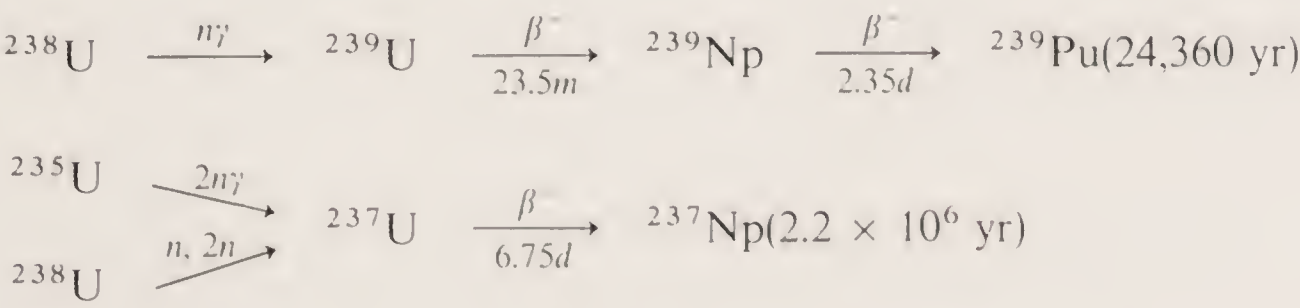 ²³⁸U nγ → ²³⁹U β⁻ → 23.5m ²³⁹Np β⁻ → 2.35d ²³⁹Pu(24,360 yr)
²³⁵U 2nγ → 
²³⁷U β⁻ → 6.75d ²³⁷Np(2.2 × 10⁶ yr)
²³⁸U n, 2n →